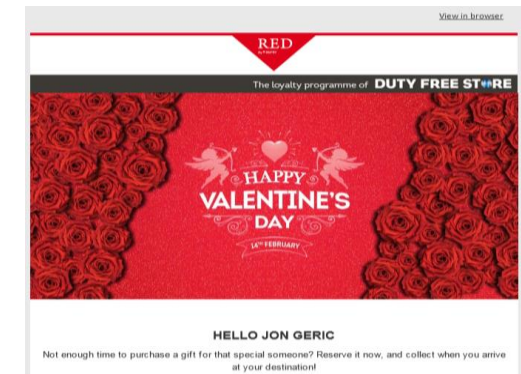 View in browser
RED
The loyalty programme of DUTY FREE STORE
HAPPY
VALENTINE'S
DAY
14TH FEBRUARY
HELLO JON GERIC
Not enough time to purchase a gift for that special someone? Reserve it now, and collect when you arrive
at your destination!